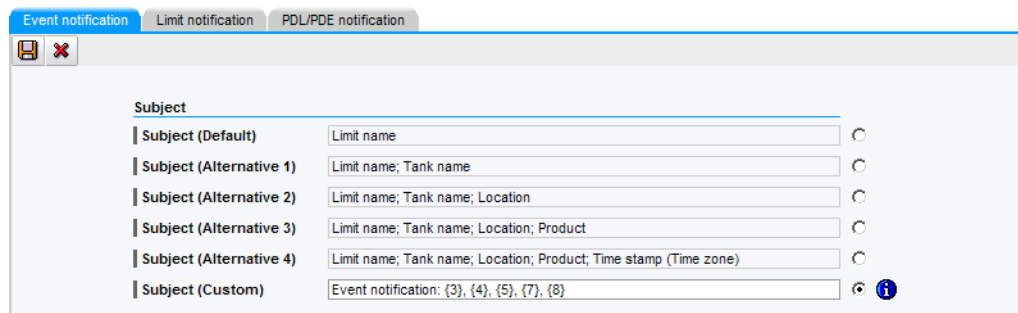 Event notification Limit notification PDL/PDE notification
Subject
Subject (Default) Limit name
Subject (Alternative 1) Limit name; Tank name
Subject (Alternative 2) Limit name; Tank name; Location
Subject (Alternative 3) Limit name; Tank name; Location; Product
Subject (Alternative 4) Limit name; Tank name; Location; Product; Time stamp (Time zone)
Subject (Custom) Event notification: {3}, {4}, {5}, {7}, {8}